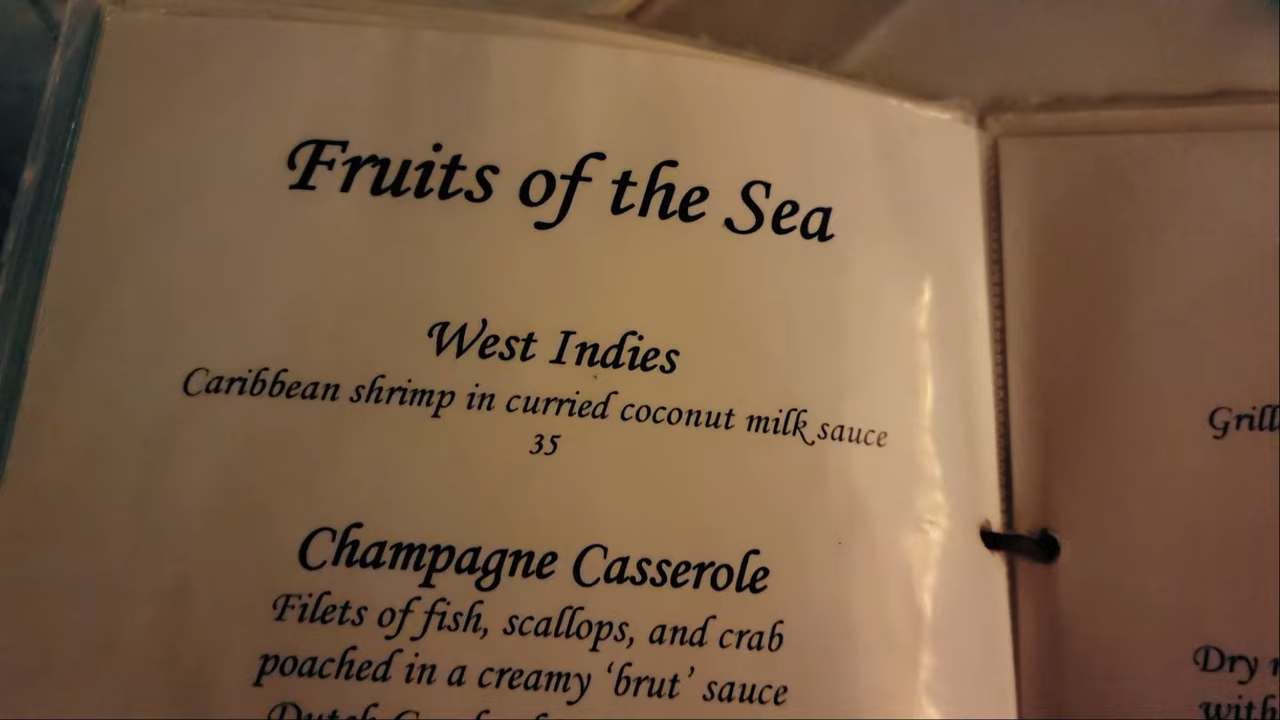 Fruits of the Sea
West Indies
Caribbean shrimp in curried coconut milk sauce
35
Champagne Casserole
Filets of fish, scallops, and crab
poached in a creamy ‘brut’ sauce
Dutch
Grill
Dry
with